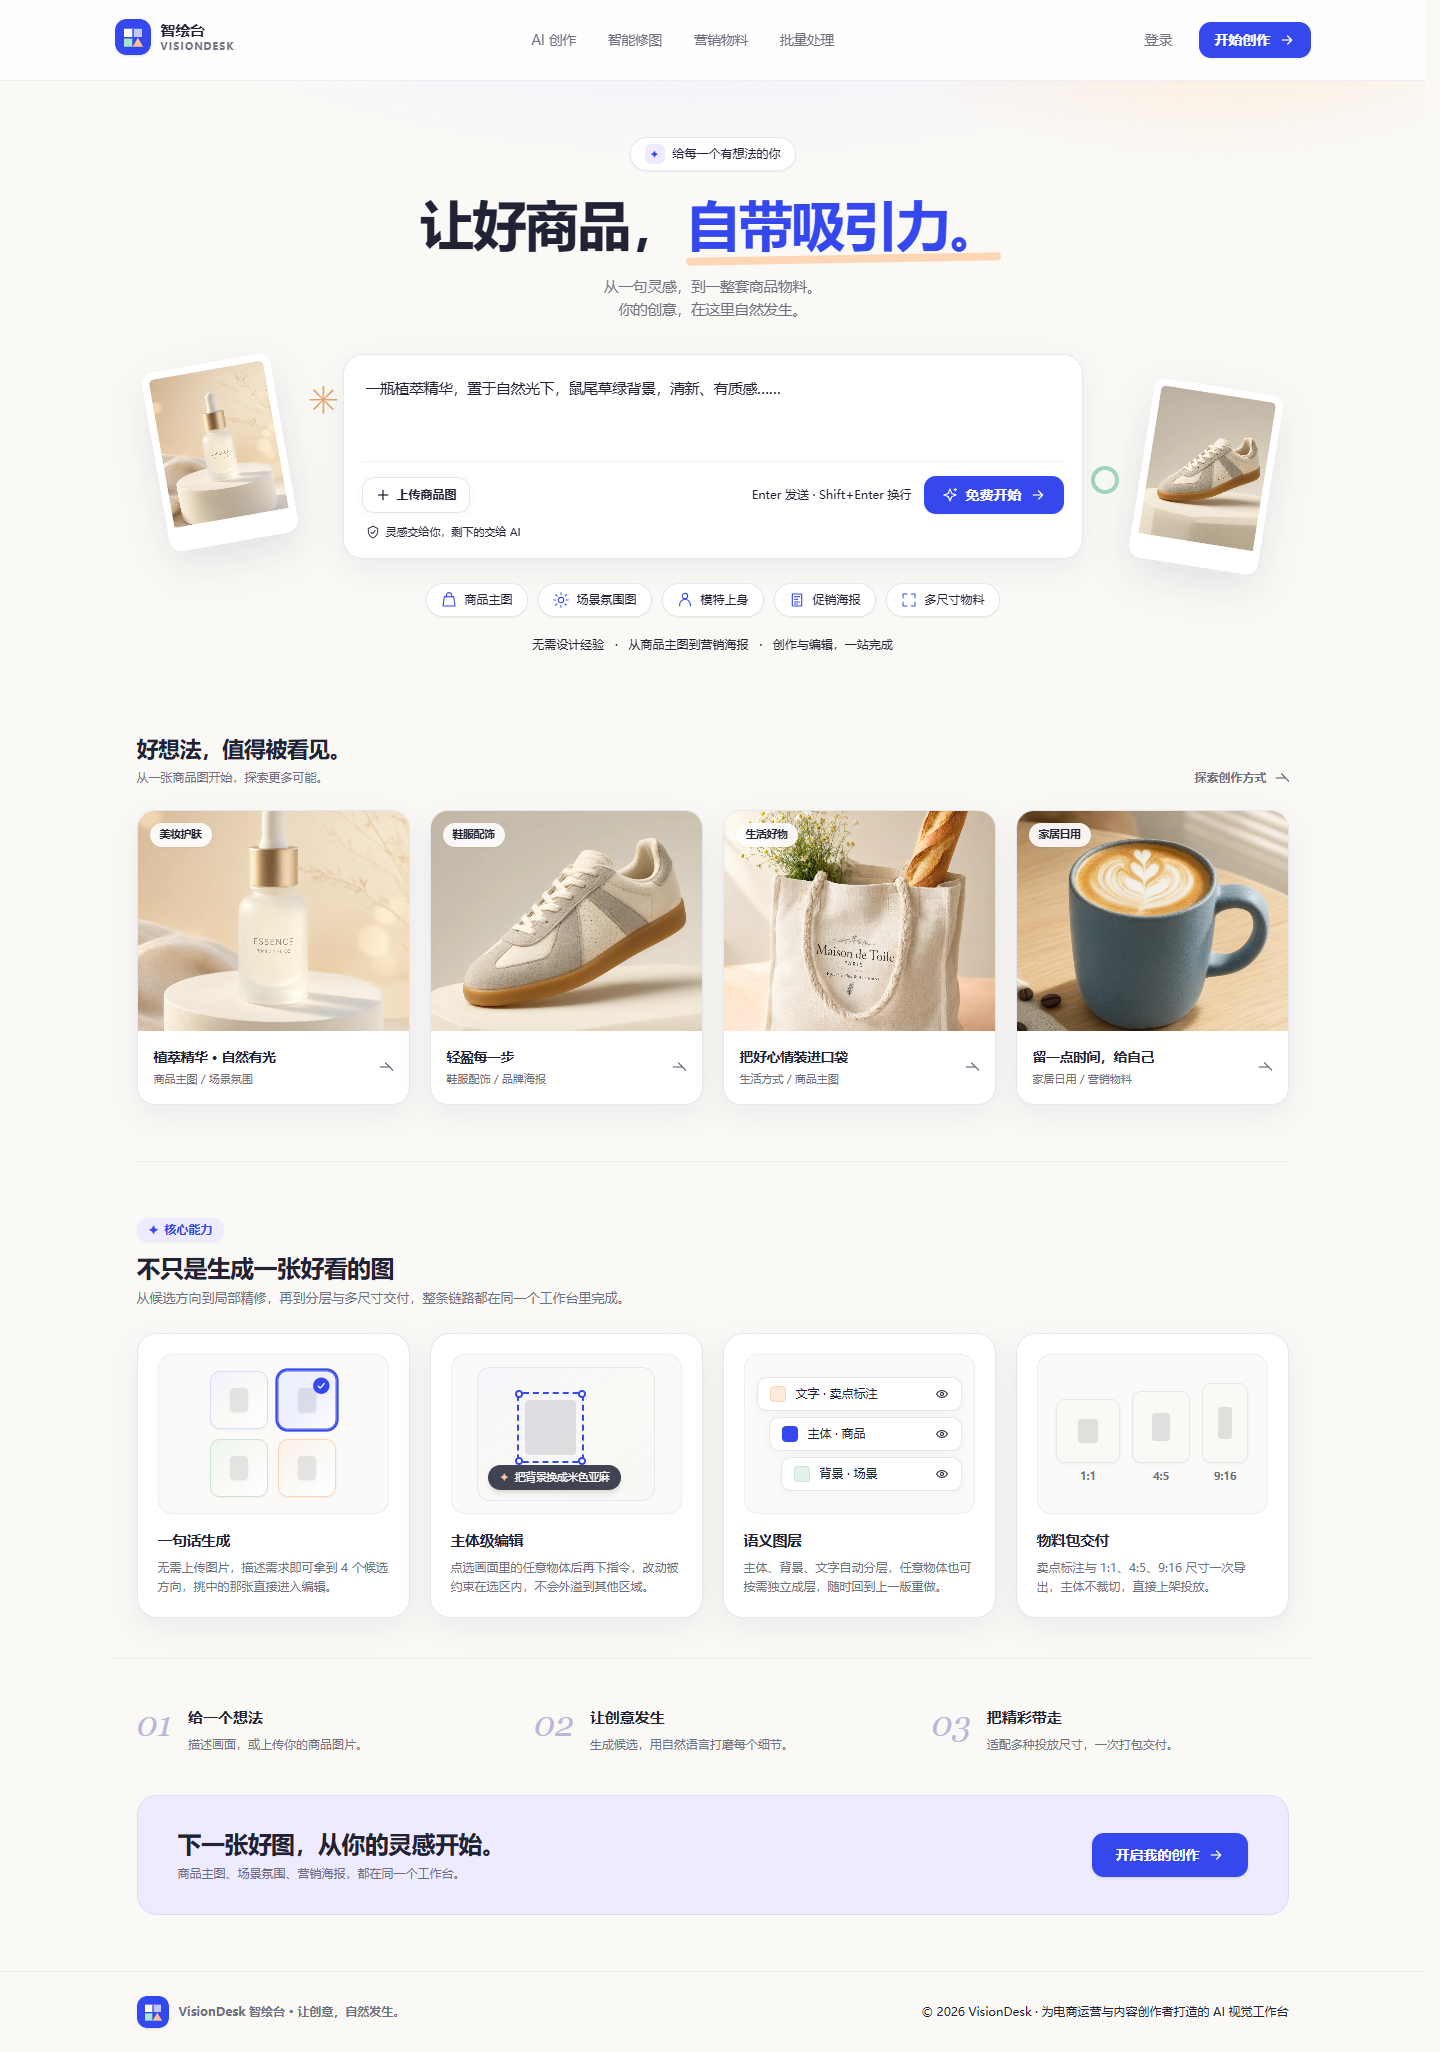 智绘台
VISIONDESK
AI 创作
智能修图
营销物料
批量处理
登录
开始创作
给每一个有想法的你
让好商品，自带吸引力。
从一句灵感，到一整套商品物料。
你的创意，在这里自然发生。
一瓶植萃精华，置于自然光下，鼠尾草绿背景，清新、有质感……
上传商品图
Enter 发送 · Shift+Enter 换行
免费开始
灵感交给你，剩下的交给 AI
商品主图
场景氛围图
模特上身
促销海报
多尺寸物料
无需设计经验 · 从商品主图到营销海报 · 创作与编辑，一站完成
好想法，值得被看见。
从一张商品图开始，探索更多可能。
探索创作方式
美妆护肤
ESSENCE
植萃精华 • 自然有光
商品主图 / 场景氛围
鞋服配饰
轻盈每一步
鞋服配饰 / 品牌海报
生活好物
Maison de Toile
PARIS
把好心情装进口袋
生活方式 / 商品主图
家居日用
留一点时间，给自己
家居日用 / 营销物料
核心能力
不只是生成一张好看的图
从候选方向到局部精修，再到分层与多尺寸交付，整条链路都在同一个工作台里完成。
一句话生成
无需上传图片，描述需求即可拿到 4 个候选
方向，挑中的那张直接进入编辑。
把背景换成米色亚麻
主体级编辑
点选画面里的任意物体后再下指令，改动被
约束在选区内，不会外溢到其他区域。
文字 · 卖点标注
主体 · 商品
背景 · 场景
语义图层
主体、背景、文字自动分层，任意物体也可
按需独立成层，随时回到上一版重做。
1:1
4:5
9:16
物料包交付
卖点标注与 1:1、4:5、9:16 尺寸一次导
出，主体不裁切，直接上架投放。
01
给一个想法
描述画面，或上传你的商品图片。
02
让创意发生
生成候选，用自然语言打磨每个细节。
03
把精彩带走
适配多种投放尺寸，一次打包交付。
下一张好图，从你的灵感开始。
商品主图、场景氛围、营销海报，都在同一个工作台。
开启我的创作
VisionDesk 智绘台 • 让创意，自然发生。
© 2026 VisionDesk · 为电商运营与内容创作者打造的 AI 视觉工作台